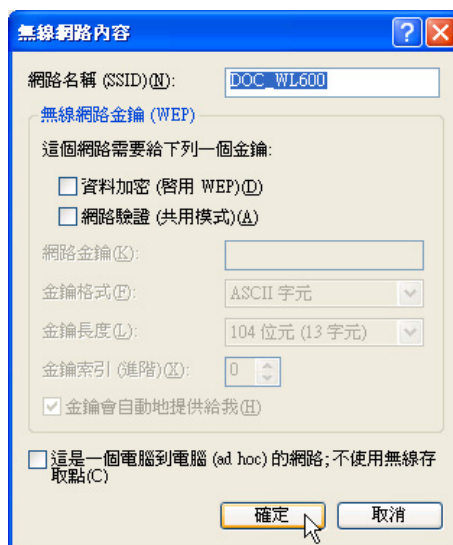 無線網路內容
網路名稱 (SSID)(N): DOC_WL600
無線網路金鑰 (WEP)
這個網路需要給下列一個金鑰:
資料加密 (啓用 WEP)(D)
網路驗證 (共用模式)(A)
網路金鑰(K):
金鑰格式(F): ASCII 字元
金鑰長度(L): 104 位元 (13 字元)
金鑰索引 (進階)(X): 0
金鑰會自動地提供給我(H)
這是一個電腦到電腦 (ad hoc) 的網路;不使用無線存
取點(C)
確定 取消